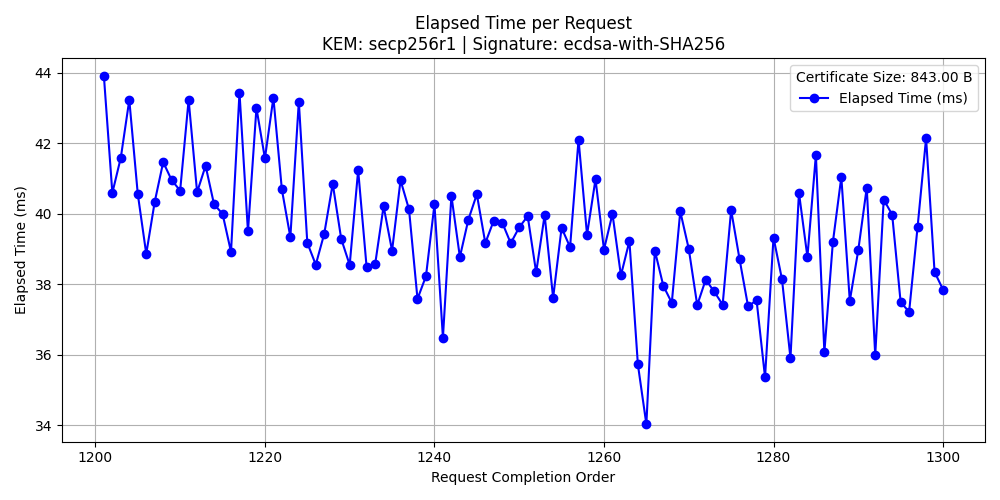 Elapsed Time per Request
KEM: secp256r1 | Signature: ecdsa-with-SHA256
Certificate Size: 843.00 B
Elapsed Time (ms)
Elapsed Time (ms)
44
42
40
38
36
34
1200
1220
1240
1260
1280
1300
Request Completion Order